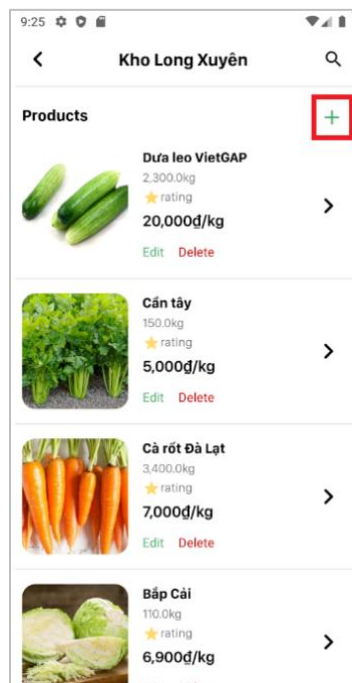 9:25
Kho Long Xuyên
Products
Dưa leo VietGAP
2,300.0kg
rating
20,000₫/kg
Edit Delete
Cần tây
150.0kg
rating
5,000₫/kg
Edit Delete
Cà rốt Đà Lạt
3,400.0kg
rating
7,000₫/kg
Edit Delete
Bắp Cải
110.0kg
rating
6,900₫/kg